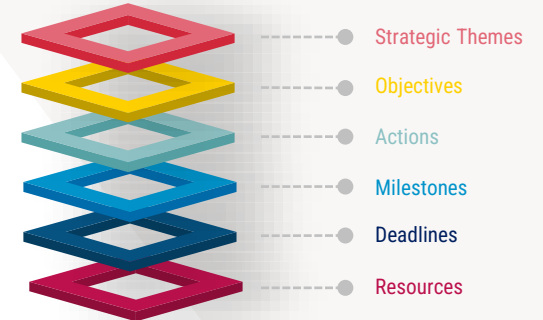 Strategic Themes
Objectives
Actions
Milestones
Deadlines
Resources